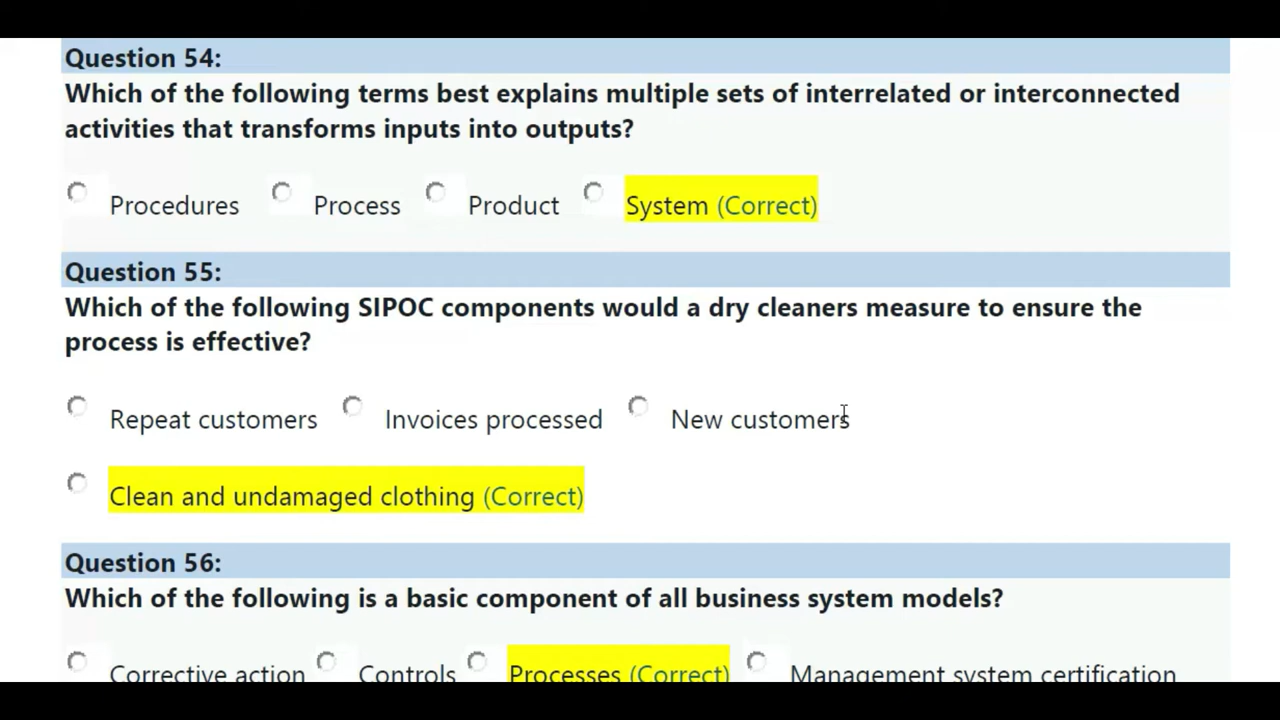 Question 54:
Which of the following terms best explains multiple sets of interrelated or interconnected
activities that transforms inputs into outputs?
Procedures Process Product System (Correct)
Question 55:
Which of the following SIPOC components would a dry cleaners measure to ensure the
process is effective?
Repeat customers Invoices processed New customers
Clean and undamaged clothing (Correct)
Question 56:
Which of the following is a basic component of all business system models?
Corrective action Controls Processes (Correct) Management system certification